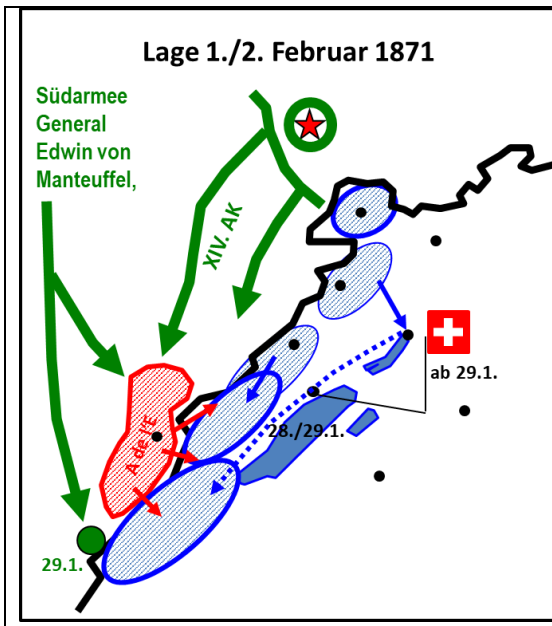 Lage 1./2. Februar 1871
Südarmee
General
Edwin von
Manteuffel,
XIV. AK
ab 29.1.
28./29.1.
A de l'E
29.1.